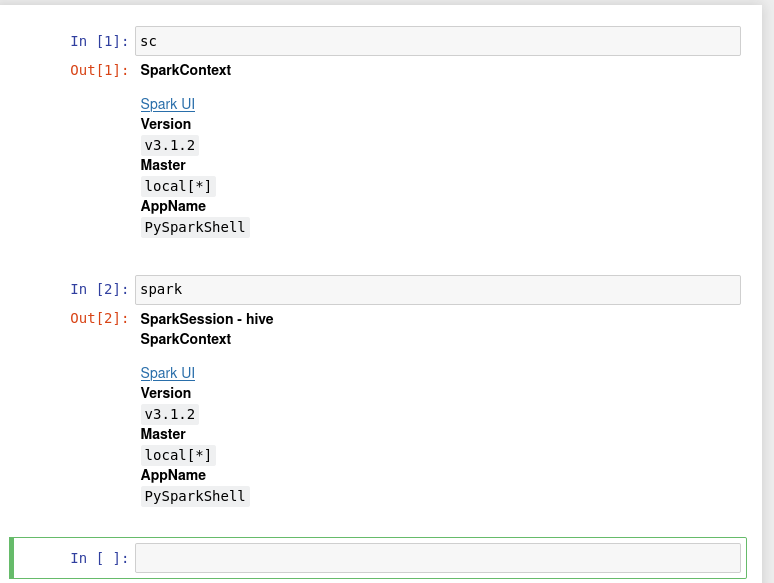 In [1]: sc
Out[1]: SparkContext
Spark UI
Version
v3.1.2
Master
local[*]
AppName
PySparkShell
In [2]: spark
Out[2]: SparkSession - hive
SparkContext
Spark UI
Version
v3.1.2
Master
local[*]
AppName
PySparkShell
In [ ]: